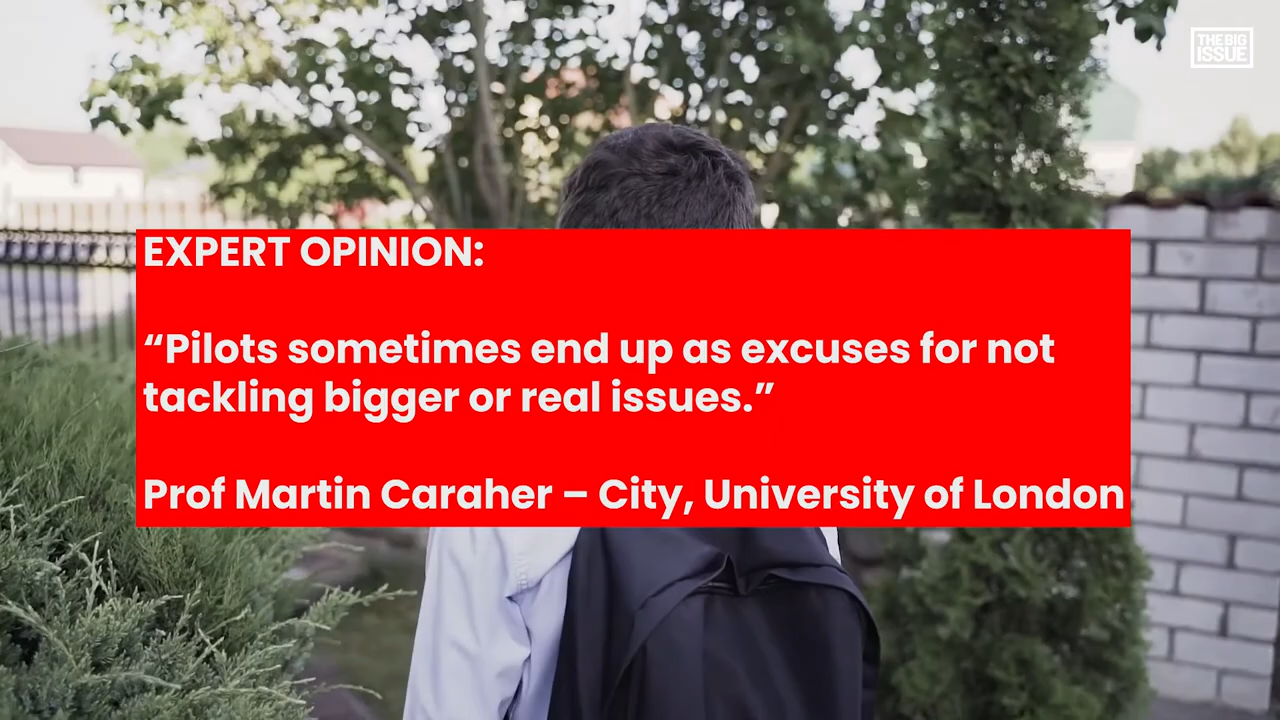 THE BIG
ISSUE
EXPERT OPINION:
“Pilots sometimes end up as excuses for not
tackling bigger or real issues.”
Prof Martin Caraher – City, University of London